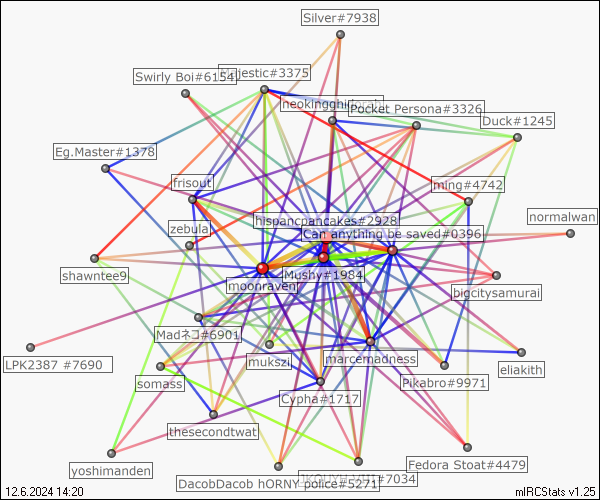 Silver#7938
Swirly Boi#6154
Majestic#3375
neokingghidorah
Pocket Persona#3326
Duck#1245
Eg.Master#1378
frisout
ming#4742
hispancpancakes#2928
normalwan
zebula
Can anything be saved#0396
shawntee9
Mushy#1984
moonraven
bigcitysamurai
Madネコ#6901
marcemadness
mukszi
LPK2387 #7690
eliakith
somass
Pikabro#9971
Cypha#1717
thesecondtwat
yoshimanden
Fedora Stoat#4479
#7034
DacobDacob hORNY police#5271
12.6.2024 14:20
mIRCStats v1.25